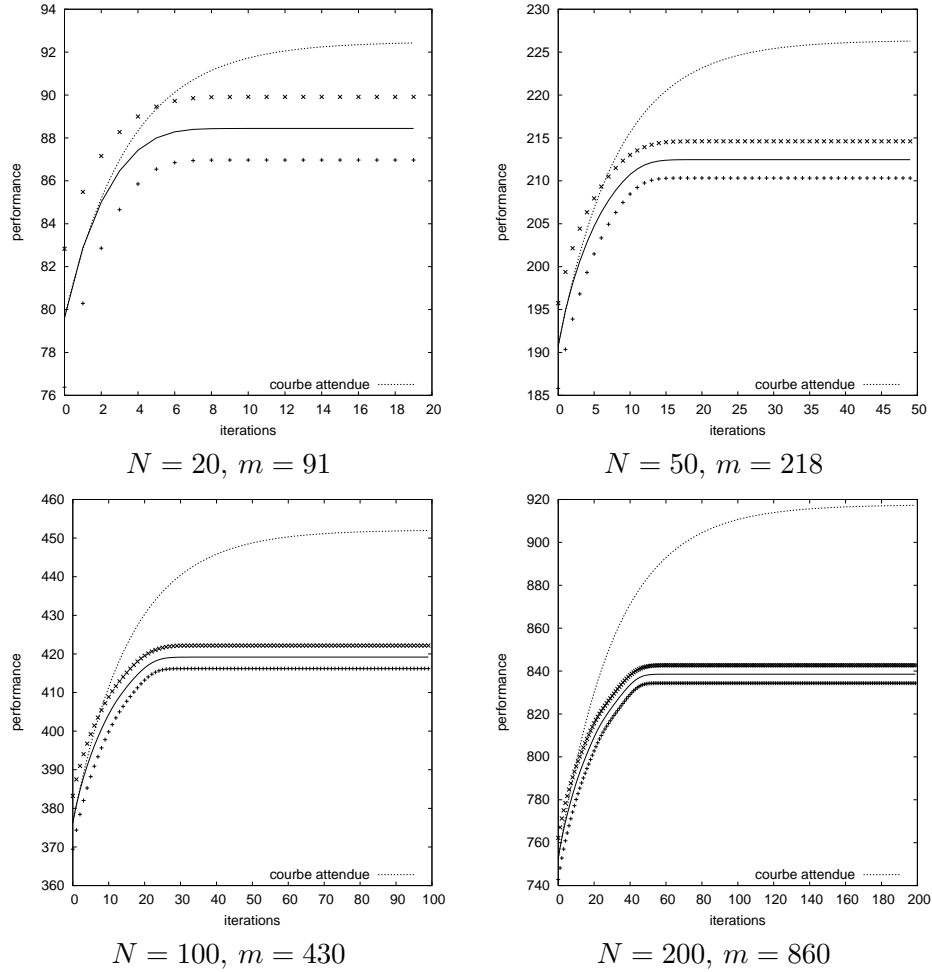 94
92
90
88
86
84
82
80
78
76
performance
0 2 4 6 8 10 12 14 16 18 20
iterations
courbe attendue
N = 20, m = 91
230
225
220
215
210
205
200
195
190
185
performance
0 5 10 15 20 25 30 35 40 45 50
iterations
courbe attendue
N = 50, m = 218
460
450
440
430
420
410
400
390
380
370
360
performance
0 10 20 30 40 50 60 70 80 90 100
iterations
courbe attendue
N = 100, m = 430
920
900
880
860
840
820
800
780
760
740
performance
0 20 40 60 80 100 120 140 160 180 200
iterations
courbe attendue
N = 200, m = 860